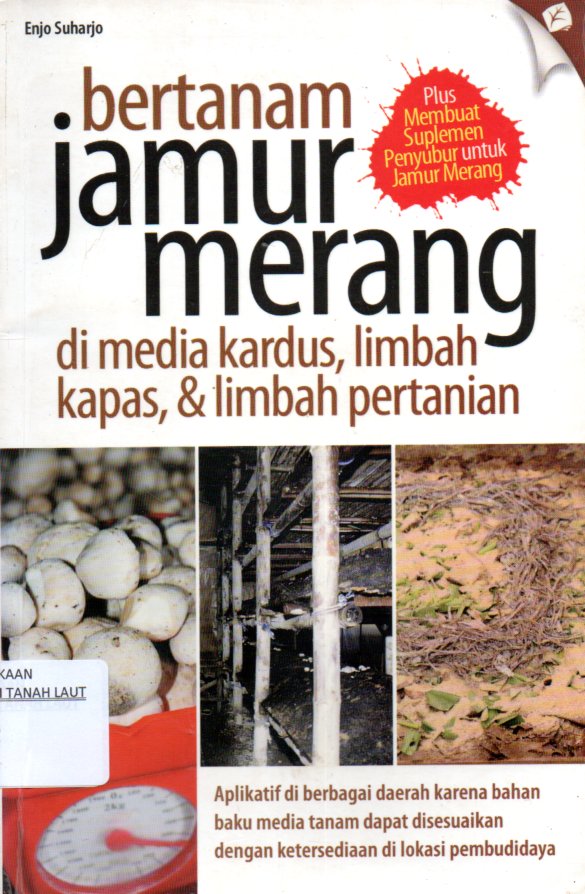 Enjo Suharjo
bertanam
jamur
merang
Plus
Membuat
Suplemen
Penyubur untuk
Jamur Merang
di media kardus, limbah
kapas, & limbah pertanian
KAAN
I TANAH LAUT
2kg
Aplikatif di berbagai daerah karena bahan
baku media tanam dapat disesuaikan
dengan ketersediaan di lokasi pembudidaya